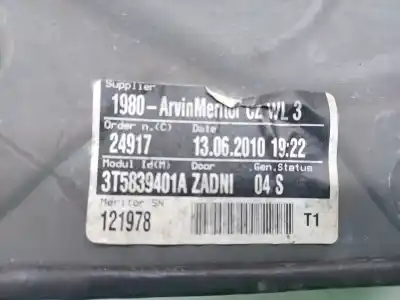 Supplier
1980-ArvinMeritor CZ WL 3
Order n.(C) Date
24917 13.06.2010 19:22
Modul Id(M) Door Gen.Status
3T5839401A ZADNI 04 S
Meritor SN
121978 T1